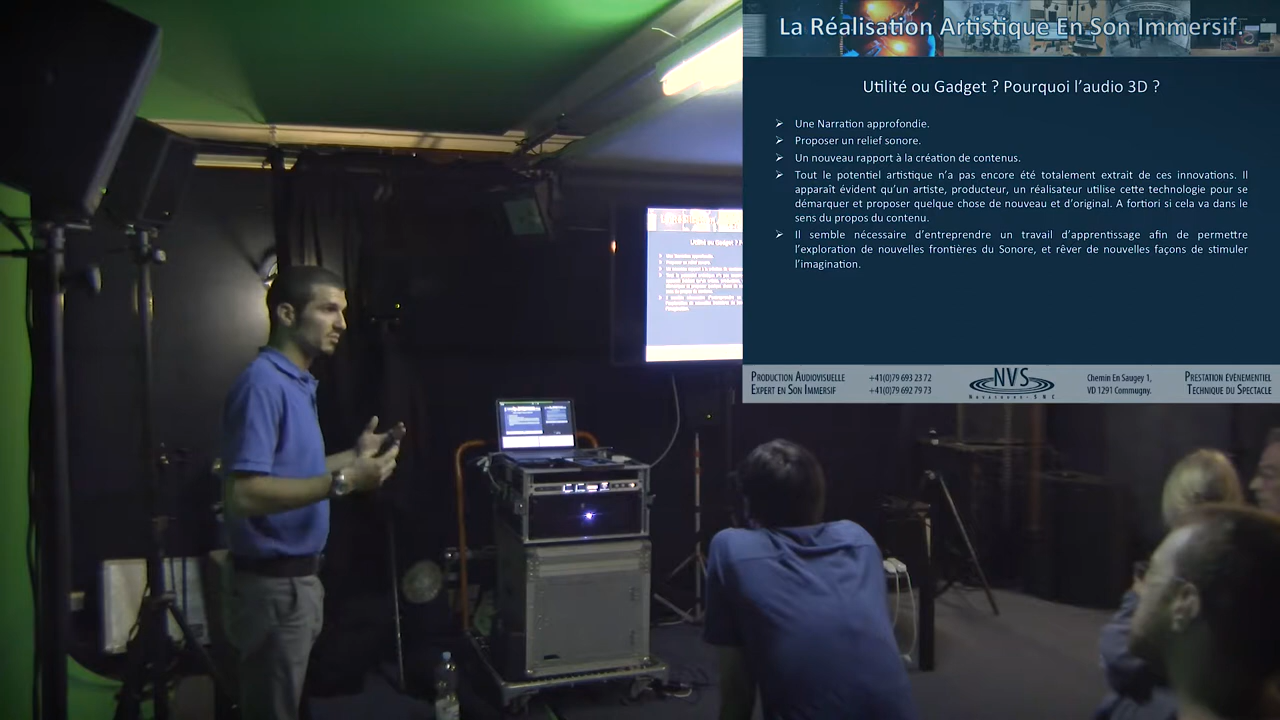 La Réalisation Artistique En Son Immersif.
Utilité ou Gadget ? Pourquoi l'audio 3D ?
➢ Une Narration approfondie.
➢ Proposer un relief sonore.
➢ Un nouveau rapport à la création de contenus.
➢ Tout le potentiel artistique n'a pas encore été totalement extrait de ces innovations. Il
apparaît évident qu'un artiste, producteur, un réalisateur utilise cette technologie pour se
démarquer et proposer quelque chose de nouveau et d'original. A fortiori si cela va dans le
sens du propos du contenu.
➢ Il semble nécessaire d'entreprendre un travail d'apprentissage afin de permettre
l'exploration de nouvelles frontières du Sonore, et rêver de nouvelles façons de stimuler
l'imagination.
Production Audiovisuelle
Expert en Son Immersif
+41(0)79 693 23 72
+41(0)79 692 79 73
NVS
Chemin En Saugey 1,
VD 1291 Commugny.
Prestation événementiel
Technique du Spectacle